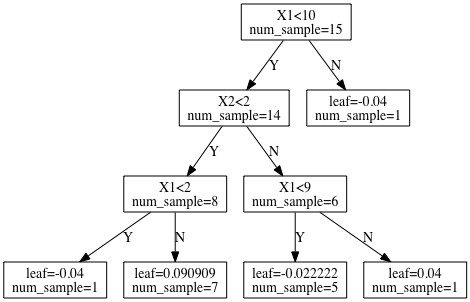 X1<10
num_sample=15
Y
N
X2<2
num_sample=14
leaf=-0.04
num_sample=1
Y
N
X1<2
num_sample=8
X1<9
num_sample=6
Y
N
Y
N
leaf=-0.04
num_sample=1
leaf=0.090909
num_sample=7
leaf=-0.022222
num_sample=5
leaf=0.04
num_sample=1